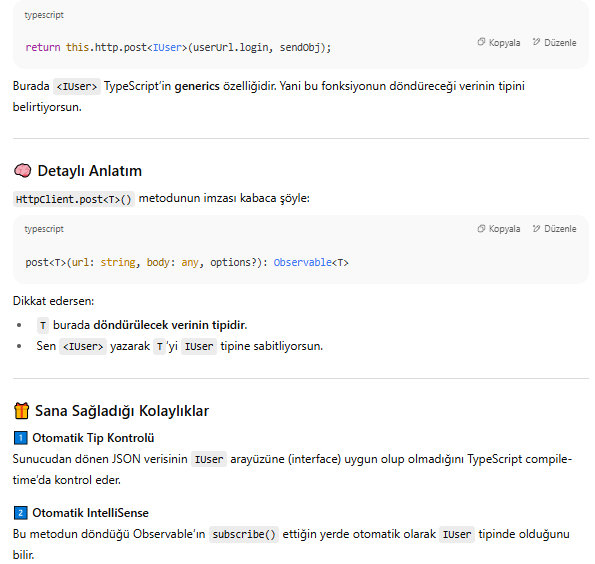 typescript
Kopyala Düzenle
return this.http.post<IUser>(userUrl.login, sendObj);
Burada <IUser> TypeScript'in generics özelliğidir. Yani bu fonksiyonun döndüreceği verinin tipini
belirtiyorsun.
🧠 Detaylı Anlatım
HttpClient.post<T>() metodunun imzası kabaca şöyle:
typescript
Kopyala Düzenle
post<T>(url: string, body: any, options?): Observable<T>
Dikkat edersen:
• T burada döndürülecek verinin tipidir.
• Sen <IUser> yazarak T'yi IUser tipine sabitliyorsun.
🎁 Sana Sağladığı Kolaylıklar
1️⃣ Otomatik Tip Kontrolü
Sunucudan dönen JSON verisinin IUser arayüzüne (interface) uygun olup olmadığını TypeScript compile-
time'da kontrol eder.
2️⃣ Otomatik IntelliSense
Bu metodun döndüğü Observable'ın subscribe() ettiğin yerde otomatik olarak IUser tipinde olduğunu
bilir.